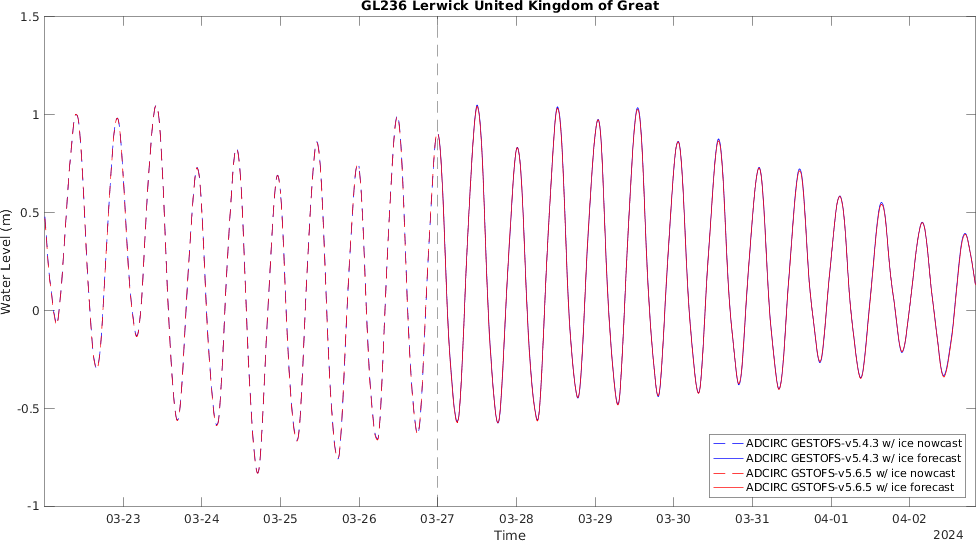 GL236 Lerwick United Kingdom of Great
1.5
1
0.5
0
-0.5
-1
Water Level (m)
03-23 03-24 03-25 03-26 03-27 03-28 03-29 03-30 03-31 04-01 04-02
Time
2024
ADCIRC GESTOFS-v5.4.3 w/ ice nowcast
ADCIRC GESTOFS-v5.4.3 w/ ice forecast
ADCIRC GSTOFS-v5.6.5 w/ ice nowcast
ADCIRC GSTOFS-v5.6.5 w/ ice forecast